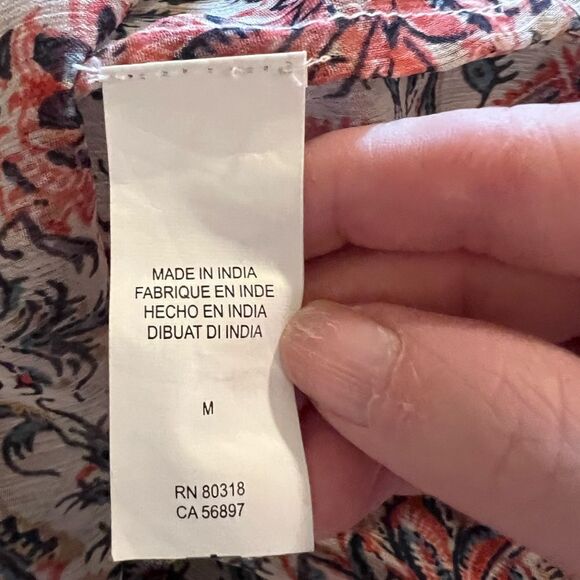 MADE IN INDIA
FABRIQUE EN INDE
HECHO EN INDIA
DIBUAT DI INDIA
M
RN 80318
CA 56897